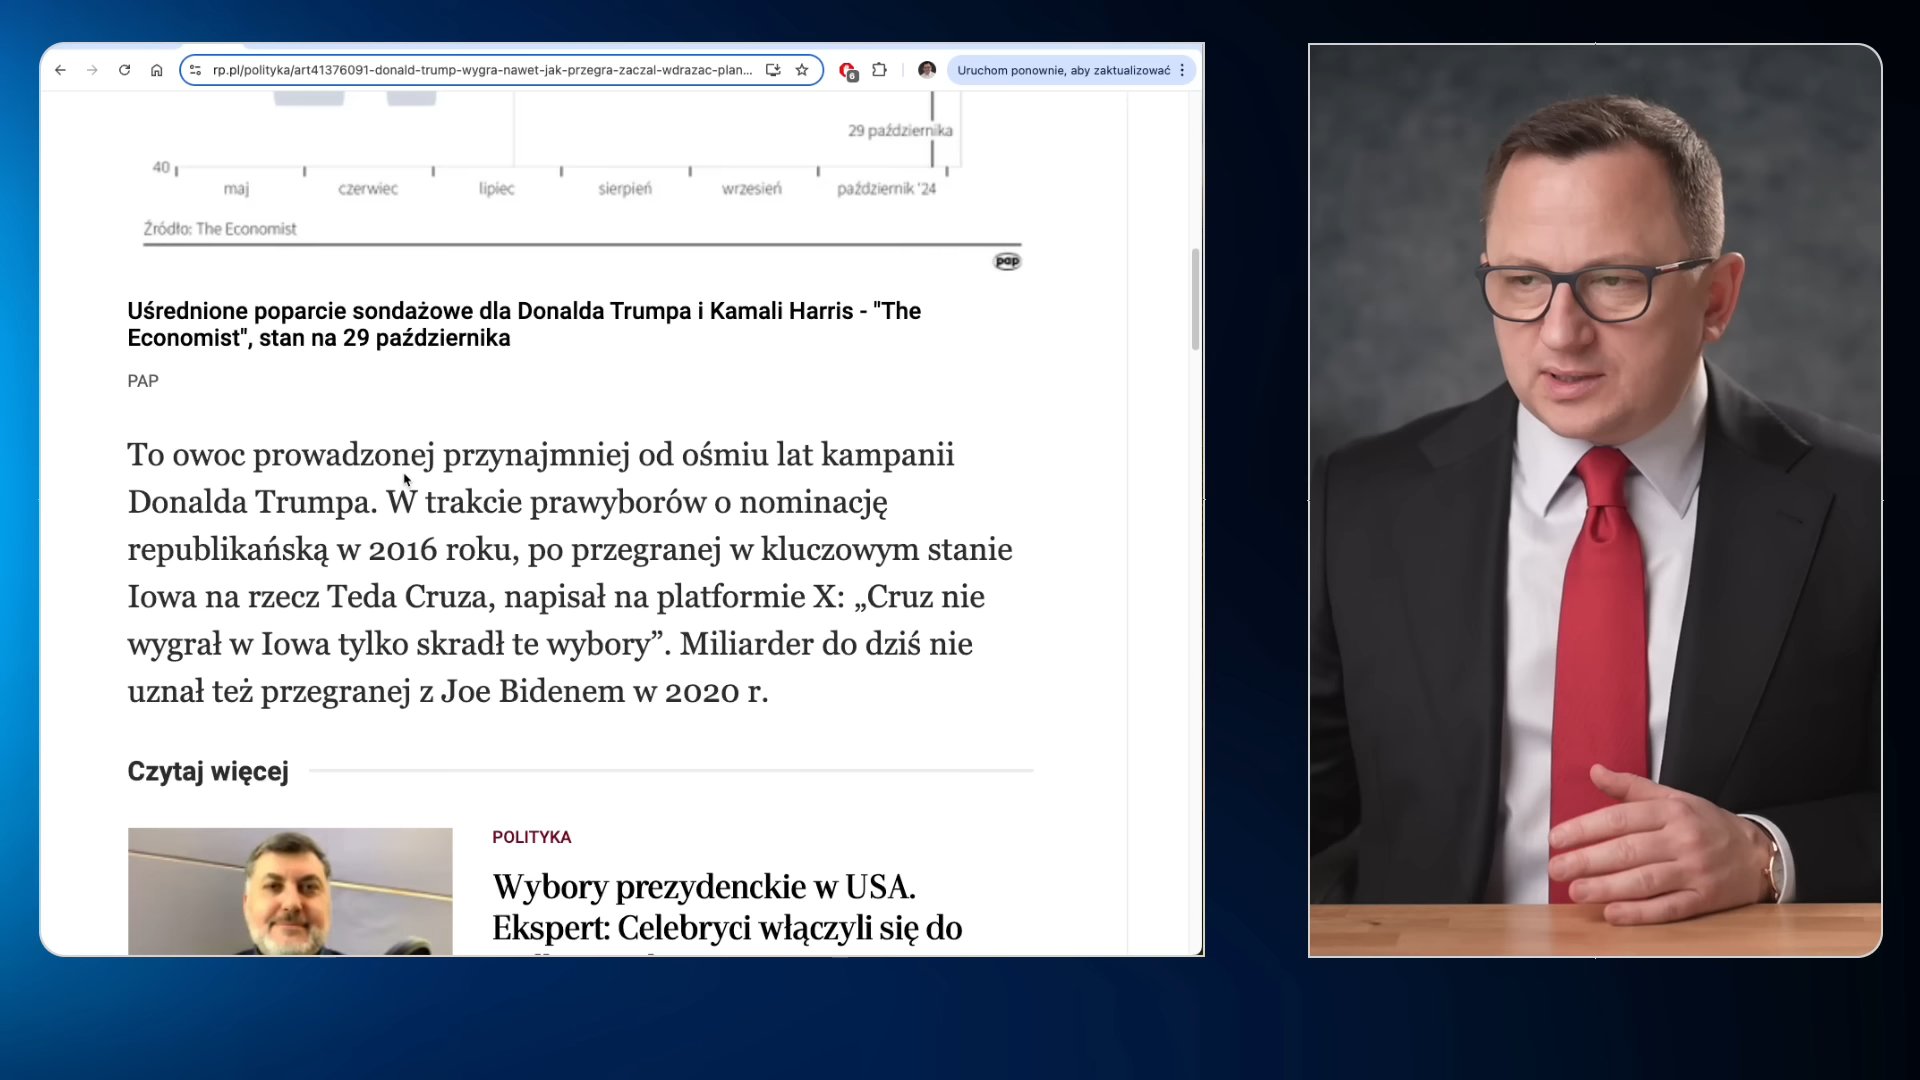 rp.pl/polityka/art41376091-donald-trump-wygra-nawet-jak-przegra-zaczal-wdrazac-plan...
6
Uruchom ponownie, aby zaktualizować
29 października
40
maj
czerwiec
lipiec
sierpień
wrzesień
październik '24
Źródło: The Economist
pap
Uśrednione poparcie sondażowe dla Donalda Trumpa i Kamali Harris - "The
Economist", stan na 29 października
PAP
To owoc prowadzonej przynajmniej od ośmiu lat kampanii
Donalda Trumpa. W trakcie prawyborów o nominację
republikańską w 2016 roku, po przegranej w kluczowym stanie
Iowa na rzecz Teda Cruza, napisał na platformie X: „Cruz nie
wygrał w Iowa tylko skradł te wybory”. Miliarder do dziś nie
uznał też przegranej z Joe Bidenem w 2020 r.
Czytaj więcej
POLITYKA
Wybory prezydenckie w USA.
Ekspert: Celebryci włączyli się do